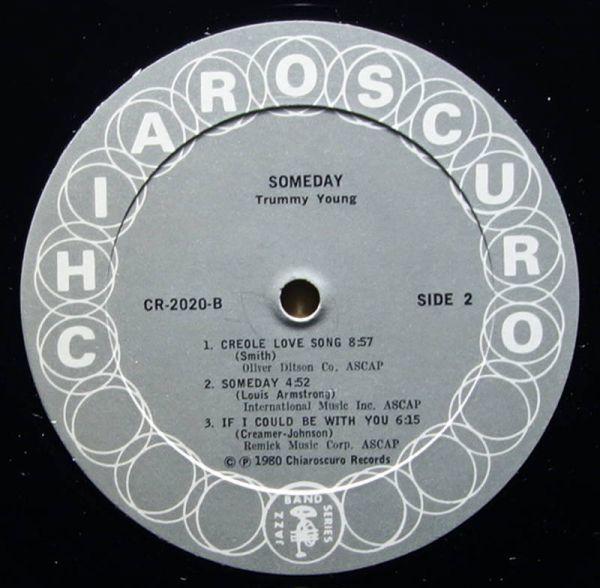 CHIAROSCURO
SOMEDAY
Trummy Young
CR-2020-B
SIDE 2
1. CREOLE LOVE SONG 8:57
(Smith)
Oliver Ditson Co. ASCAP
2. SOMEDAY 4:52
(Louis Armstrong)
International Music Inc. ASCAP
3. IF I COULD BE WITH YOU 6:15
(Creamer-Johnson)
Remick Music Corp. ASCAP
© ℗ 1980 Chiaroscuro Records
JAZZ BAND SERIES